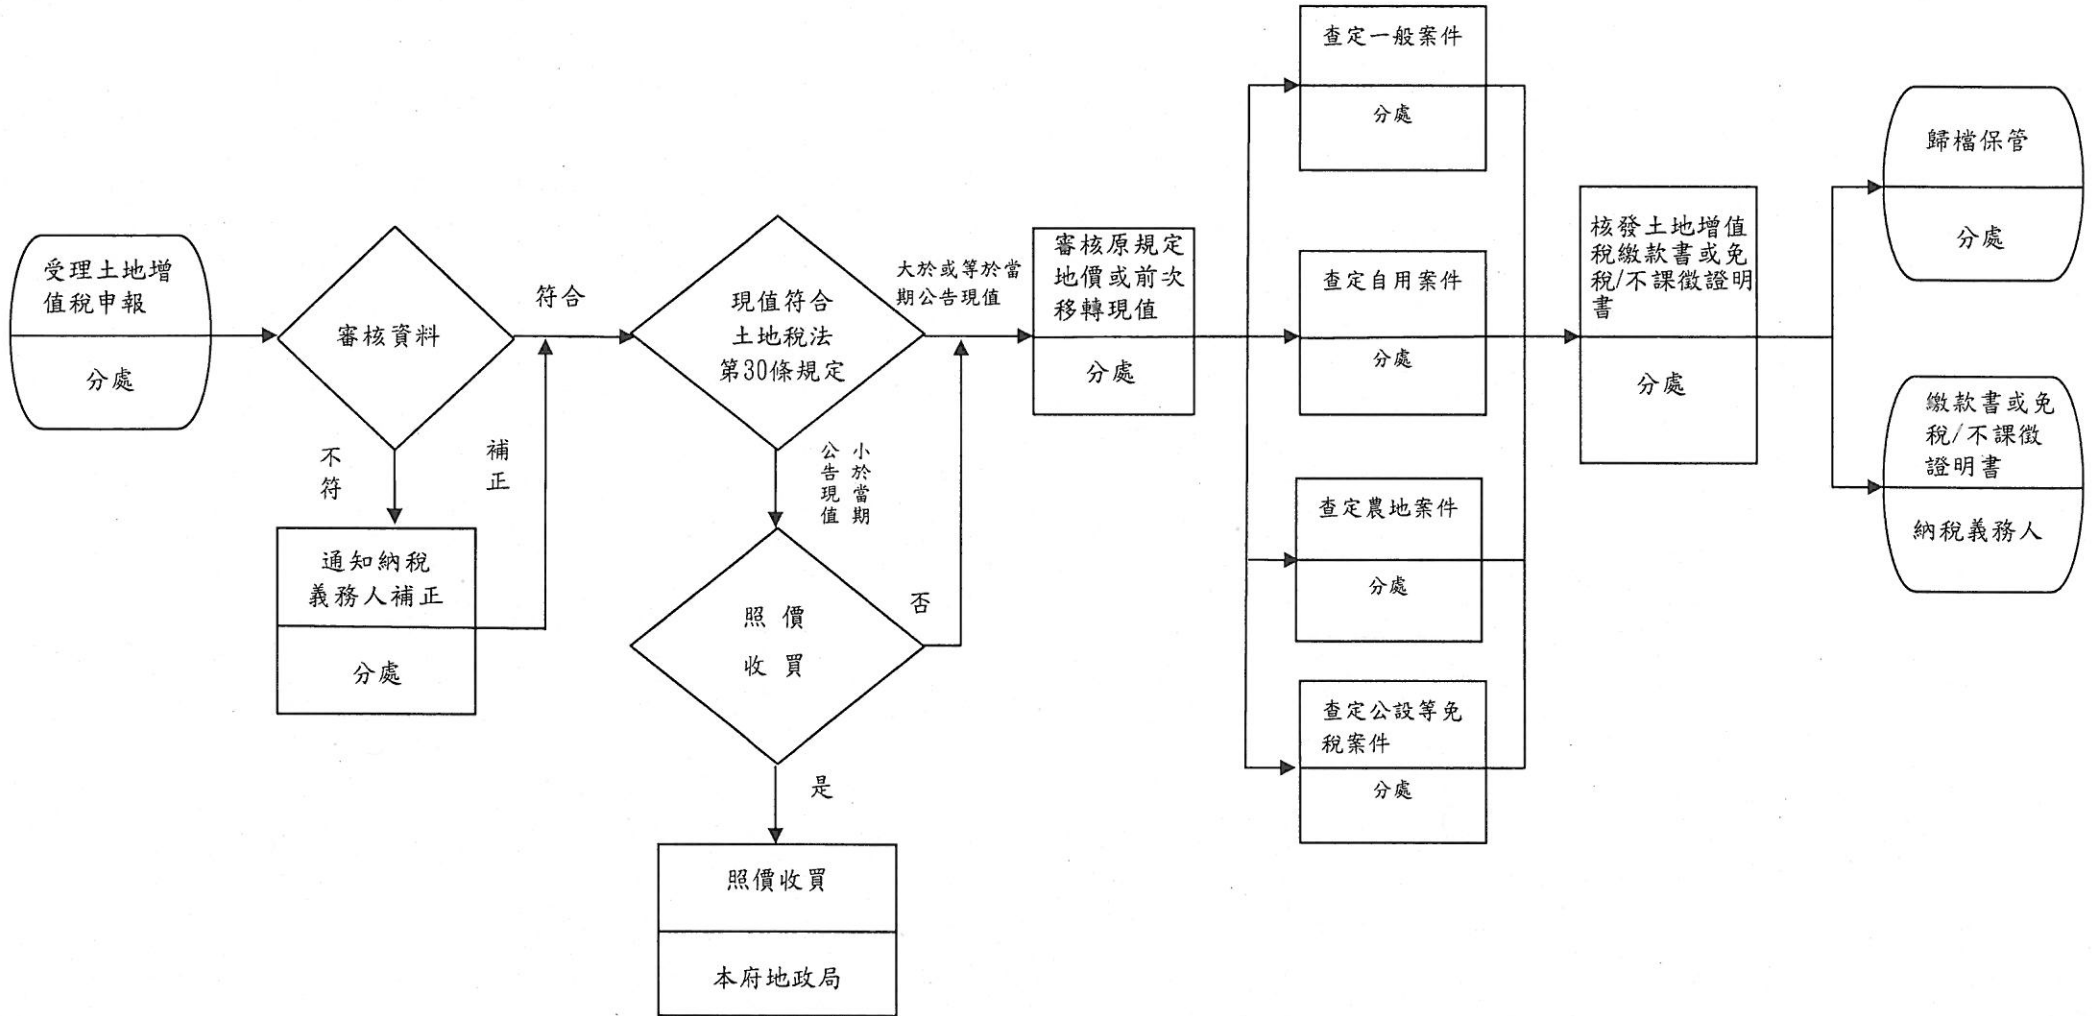 受理土地增
值稅申報
分處
審核資料
符合
不
符
補
正
通知納稅
義務人補正
分處
現值符合
土地稅法
第30條規定
大於或等於當
期公告現值
小於當期
公告現值
照 價
收 買
否
是
照價收買
本府地政局
審核原規定
地價或前次
移轉現值
分處
查定一般案件
分處
查定自用案件
分處
查定農地案件
分處
查定公設等免
稅案件
分處
核發土地增值
稅繳款書或免
稅/不課徵證明
書
分處
歸檔保管
分處
繳款書或免
稅/不課徵
證明書
納稅義務人